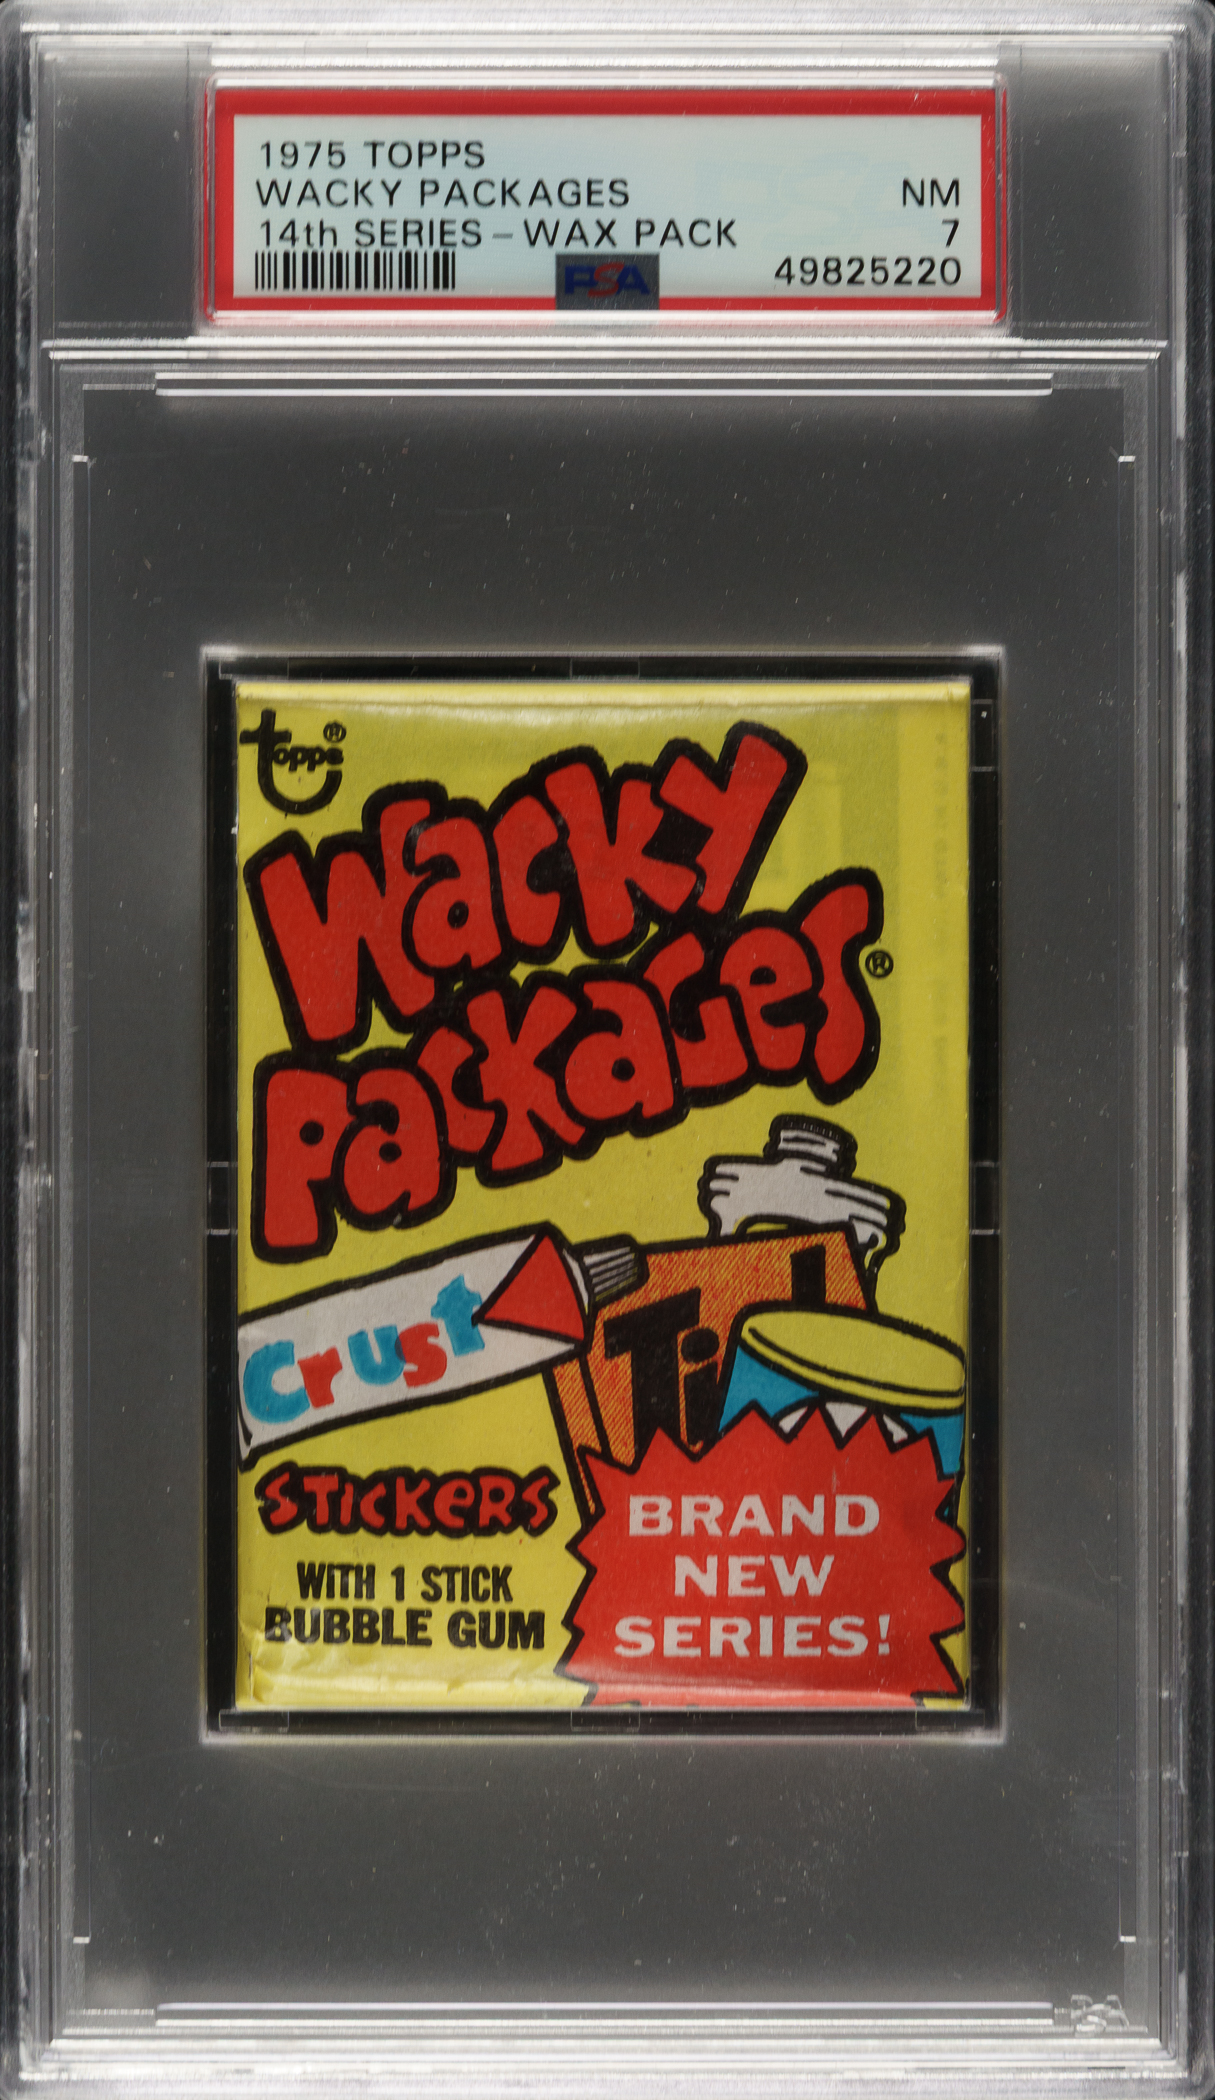 1975 TOPPS
WACKY PACKAGES NM
14th SERIES – WAX PACK 7
PSA 49825220
topps®
Wacky
Packages®
Crust
Ti
STICKERS
WITH 1 STICK
BUBBLE GUM
BRAND
NEW
SERIES!
PSA